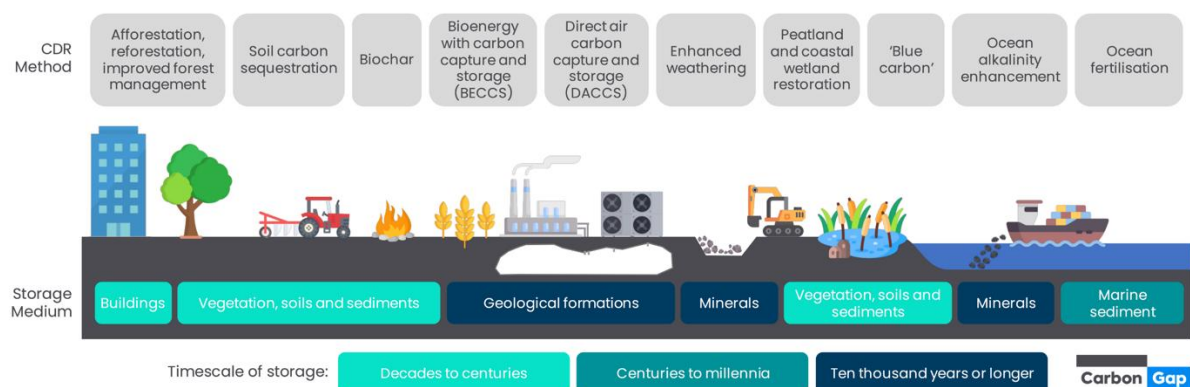 CDR
Method
Afforestation,
reforestation,
improved forest
management
Soil carbon
sequestration
Biochar
Bioenergy
with carbon
capture and
storage
(BECCS)
Direct air
carbon
capture and
storage
(DACCS)
Enhanced
weathering
Peatland
and coastal
wetland
restoration
‘Blue
carbon’
Ocean
alkalinity
enhancement
Ocean
fertilisation
Storage
Medium
Buildings
Vegetation, soils and sediments
Geological formations
Minerals
Vegetation, soils and
sediments
Minerals
Marine
sediment
Timescale of storage:
Decades to centuries
Centuries to millennia
Ten thousand years or longer
Carbon Gap